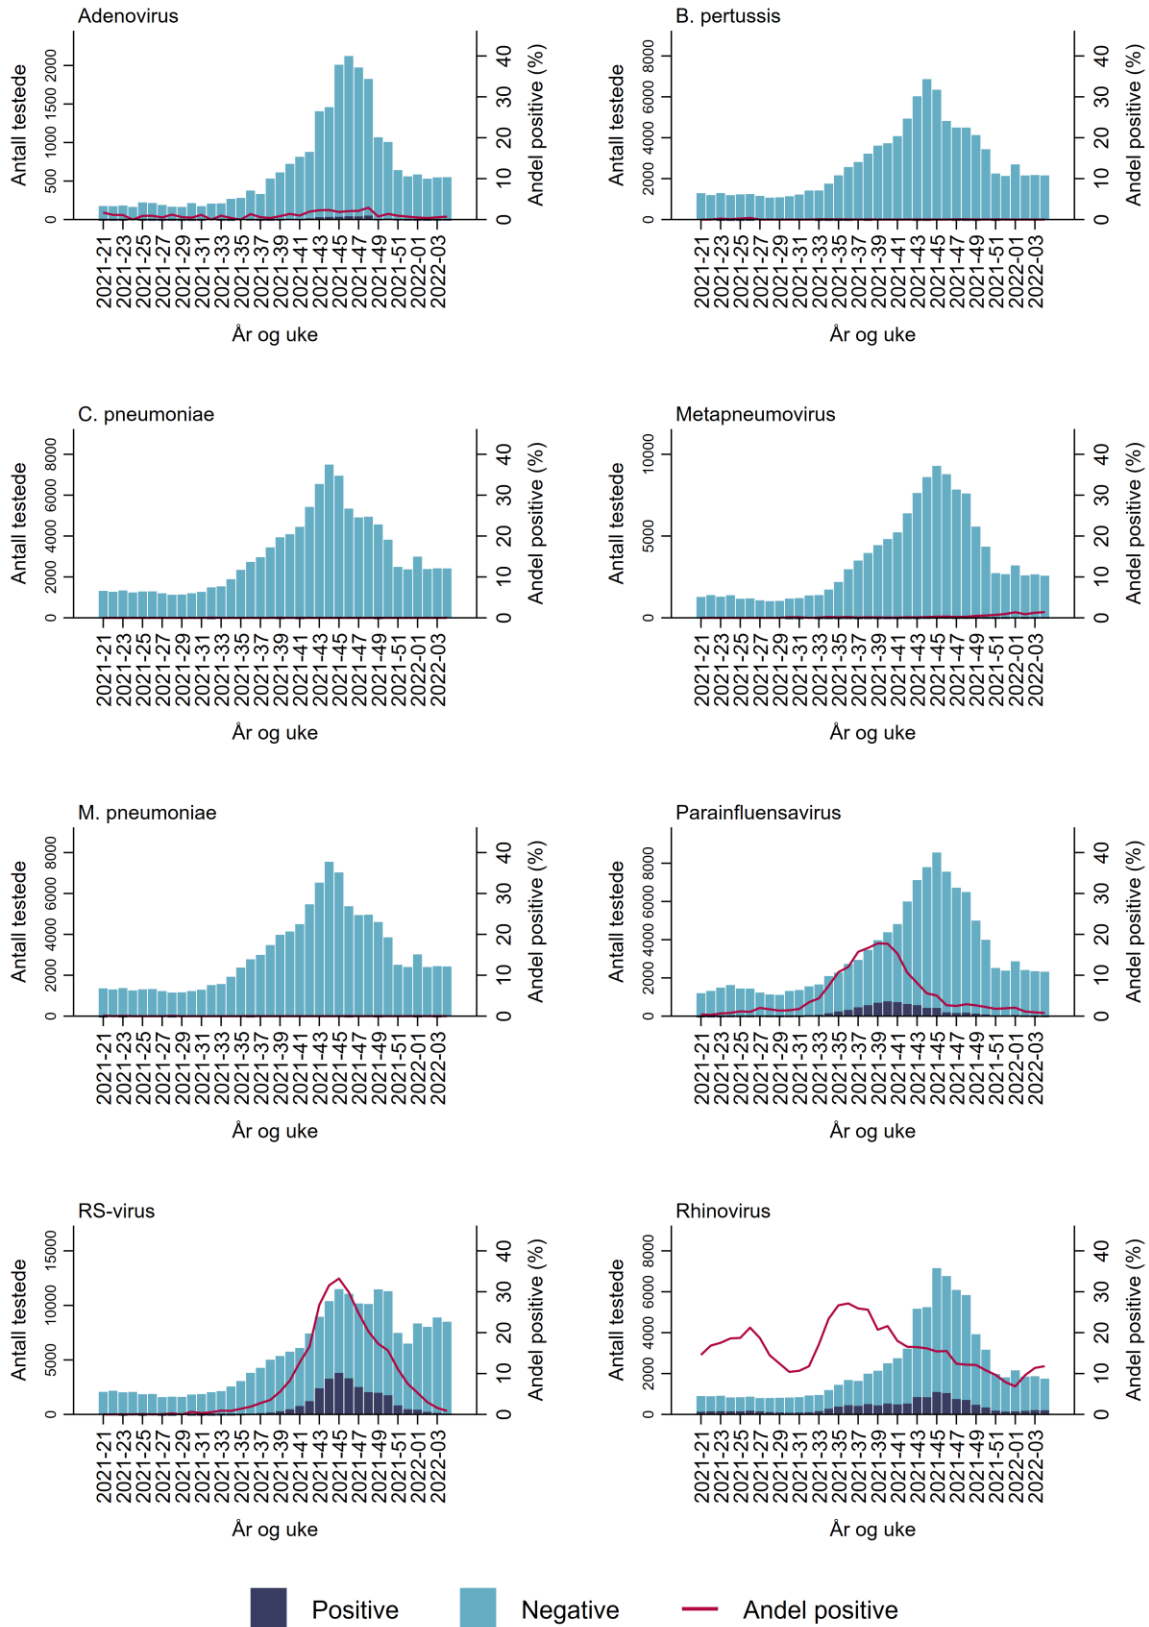 Adenovirus
Antall testede
0 500 1000 1500 2000
Andel positive (%)
0 10 20 30 40
2021-21 2021-23 2021-25 2021-27 2021-29 2021-31 2021-33 2021-35 2021-37 2021-39 2021-41 2021-43 2021-45 2021-47 2021-49 2021-51 2022-01 2022-03
År og uke
B. pertussis
Antall testede
0 2000 4000 6000 8000
Andel positive (%)
0 10 20 30 40
2021-21 2021-23 2021-25 2021-27 2021-29 2021-31 2021-33 2021-35 2021-37 2021-39 2021-41 2021-43 2021-45 2021-47 2021-49 2021-51 2022-01 2022-03
År og uke
C. pneumoniae
Antall testede
0 2000 4000 6000 8000
Andel positive (%)
0 10 20 30 40
2021-21 2021-23 2021-25 2021-27 2021-29 2021-31 2021-33 2021-35 2021-37 2021-39 2021-41 2021-43 2021-45 2021-47 2021-49 2021-51 2022-01 2022-03
År og uke
Metapneumovirus
Antall testede
0 5000 10000
Andel positive (%)
0 10 20 30 40
2021-21 2021-23 2021-25 2021-27 2021-29 2021-31 2021-33 2021-35 2021-37 2021-39 2021-41 2021-43 2021-45 2021-47 2021-49 2021-51 2022-01 2022-03
År og uke
M. pneumoniae
Antall testede
0 2000 4000 6000 8000
Andel positive (%)
0 10 20 30 40
2021-21 2021-23 2021-25 2021-27 2021-29 2021-31 2021-33 2021-35 2021-37 2021-39 2021-41 2021-43 2021-45 2021-47 2021-49 2021-51 2022-01 2022-03
År og uke
Parainfluensavirus
Antall testede
0 2000 4000 6000 8000
Andel positive (%)
0 10 20 30 40
2021-21 2021-23 2021-25 2021-27 2021-29 2021-31 2021-33 2021-35 2021-37 2021-39 2021-41 2021-43 2021-45 2021-47 2021-49 2021-51 2022-01 2022-03
År og uke
RS-virus
Antall testede
0 5000 10000 15000
Andel positive (%)
0 10 20 30 40
2021-21 2021-23 2021-25 2021-27 2021-29 2021-31 2021-33 2021-35 2021-37 2021-39 2021-41 2021-43 2021-45 2021-47 2021-49 2021-51 2022-01 2022-03
År og uke
Rhinovirus
Antall testede
0 2000 4000 6000 8000
Andel positive (%)
0 10 20 30 40
2021-21 2021-23 2021-25 2021-27 2021-29 2021-31 2021-33 2021-35 2021-37 2021-39 2021-41 2021-43 2021-45 2021-47 2021-49 2021-51 2022-01 2022-03
År og uke
Positive Negative Andel positive